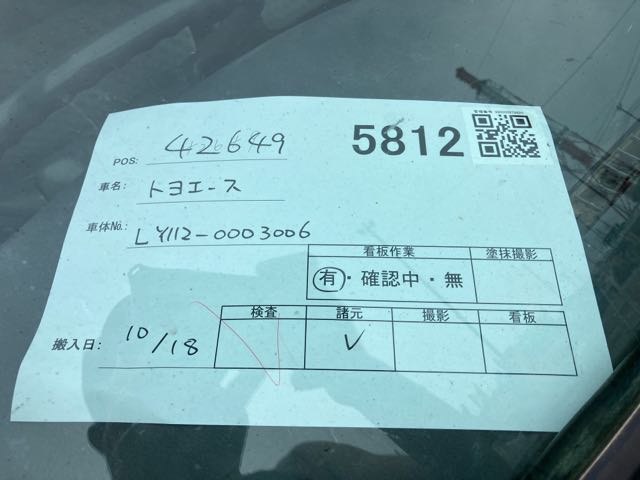 POS: 42649 5812
車名: トヨエース
車体No.: LY112-0003006
看板作業 塗抹撮影
有・確認中・無
検査 諸元 撮影 看板
搬入日: 10/18 V